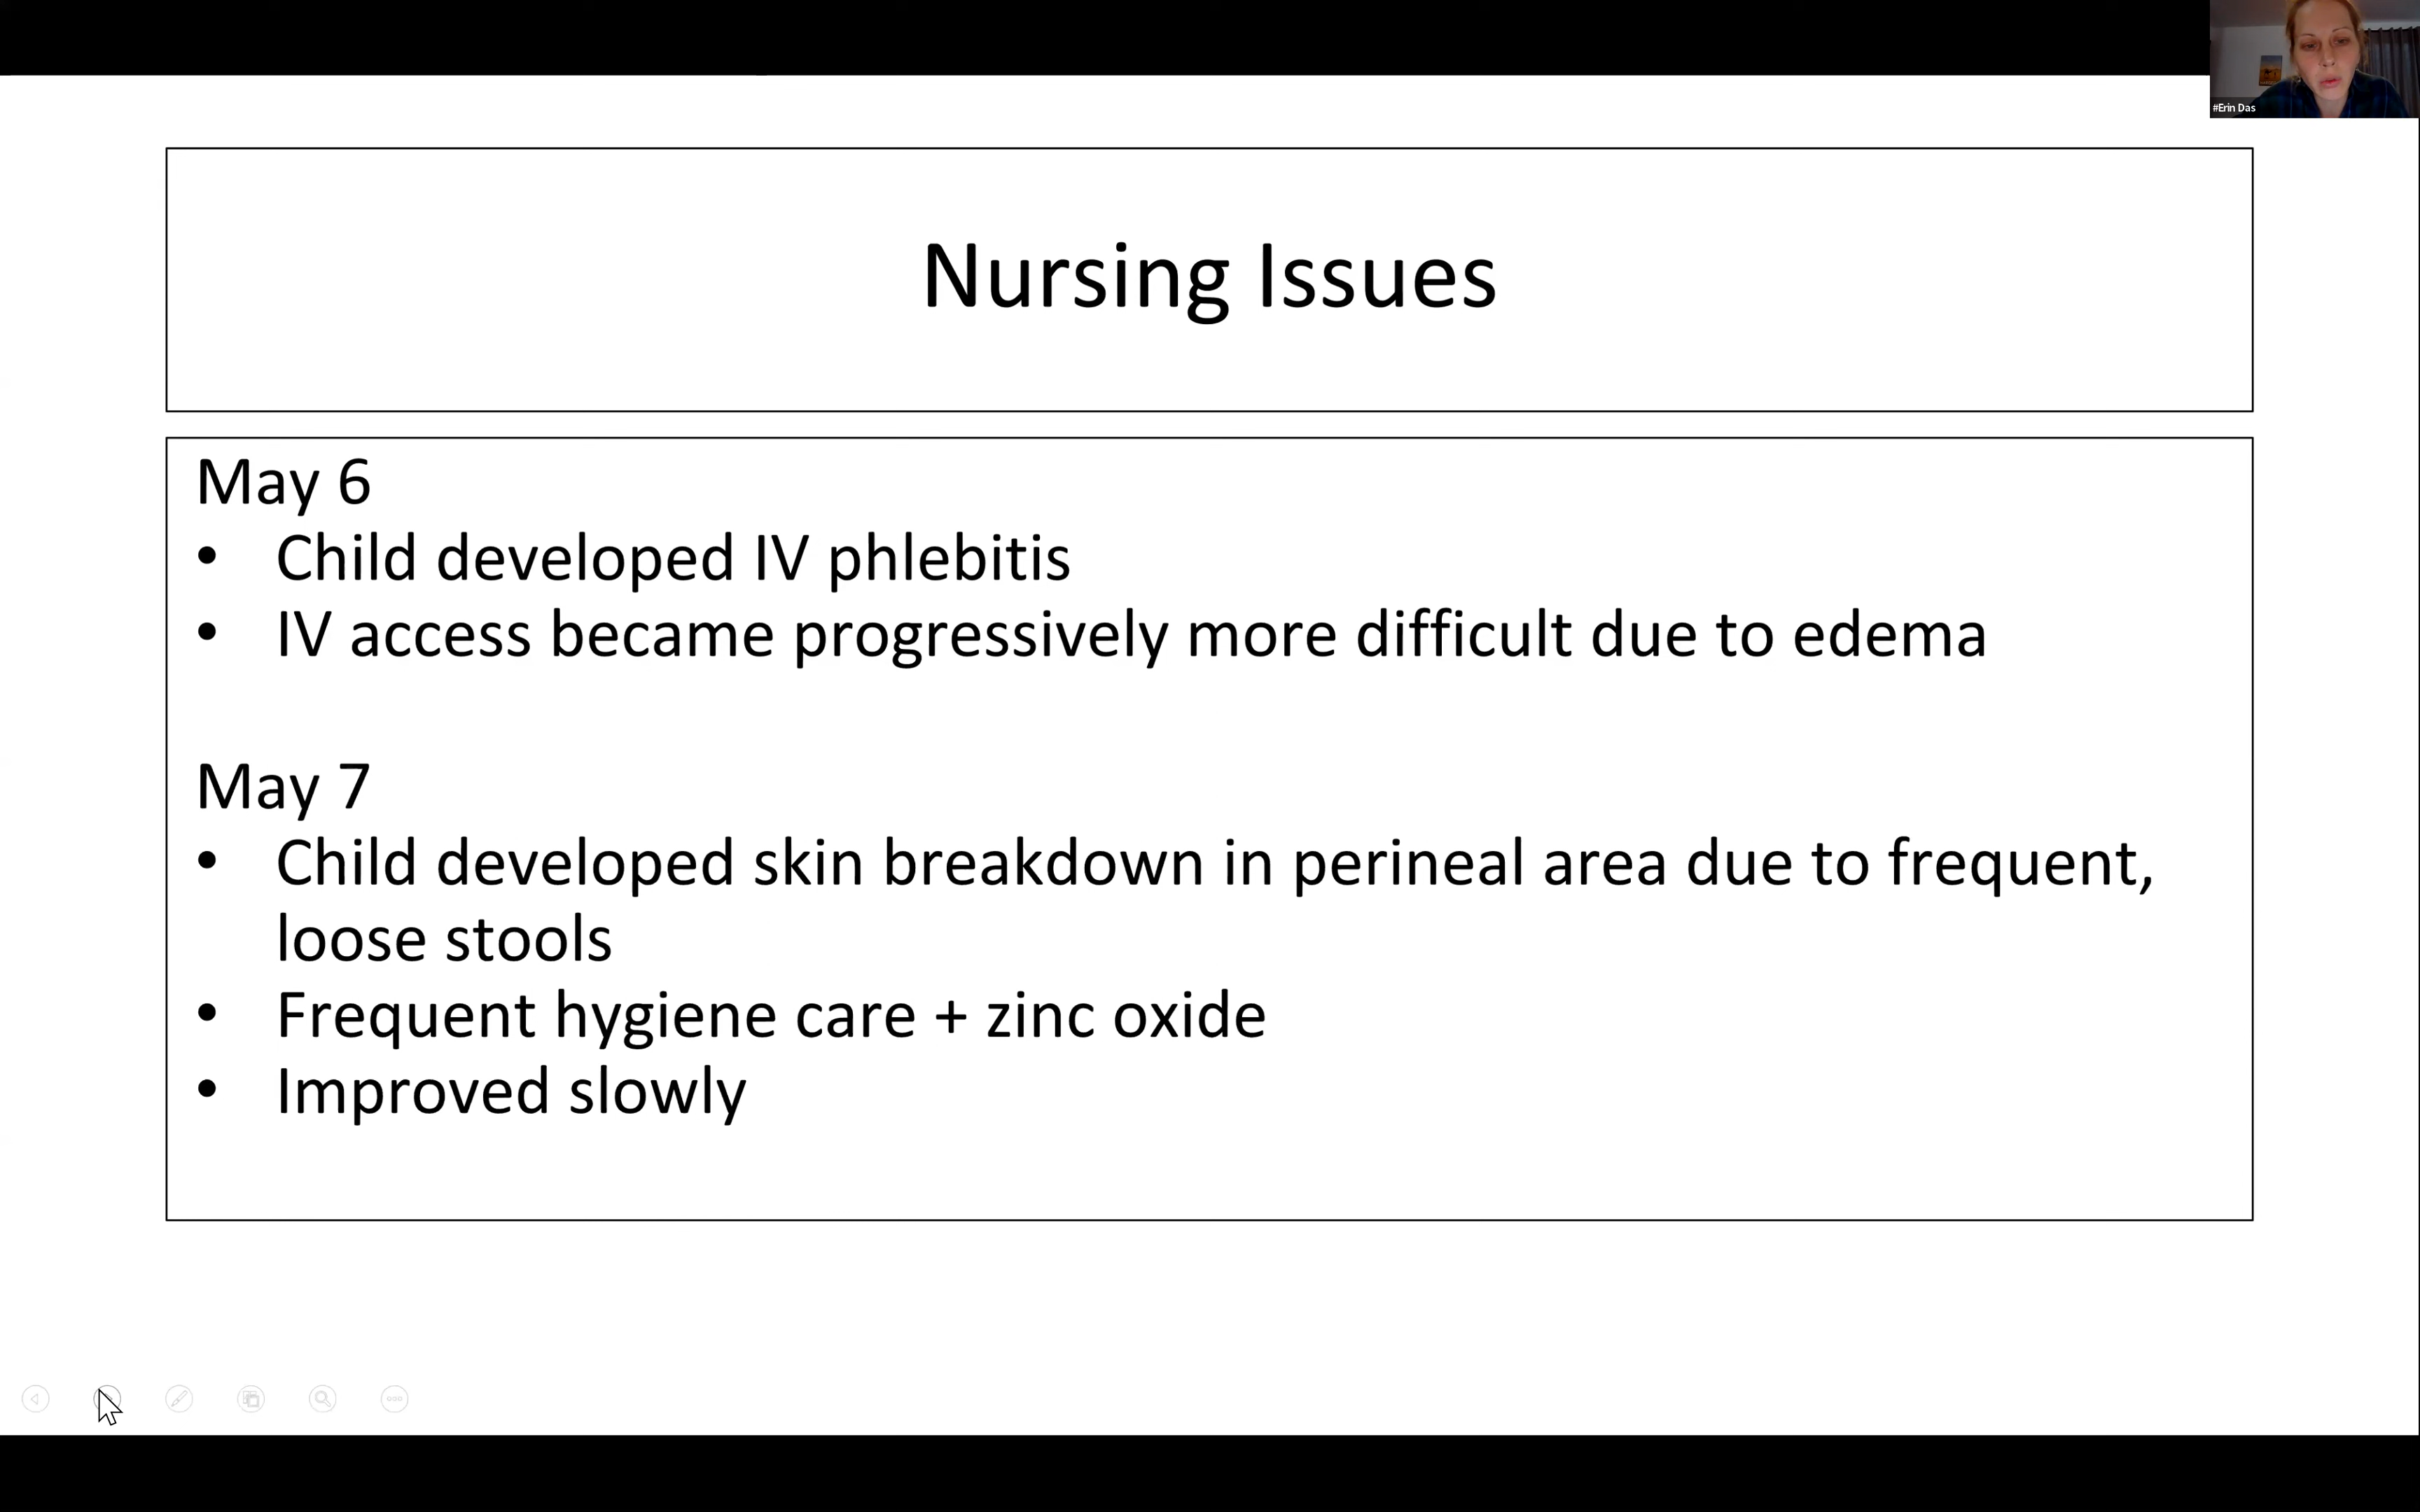 #Erin Das
Nursing Issues
May 6
• Child developed IV phlebitis
• IV access became progressively more difficult due to edema
May 7
• Child developed skin breakdown in perineal area due to frequent,
loose stools
• Frequent hygiene care + zinc oxide
• Improved slowly